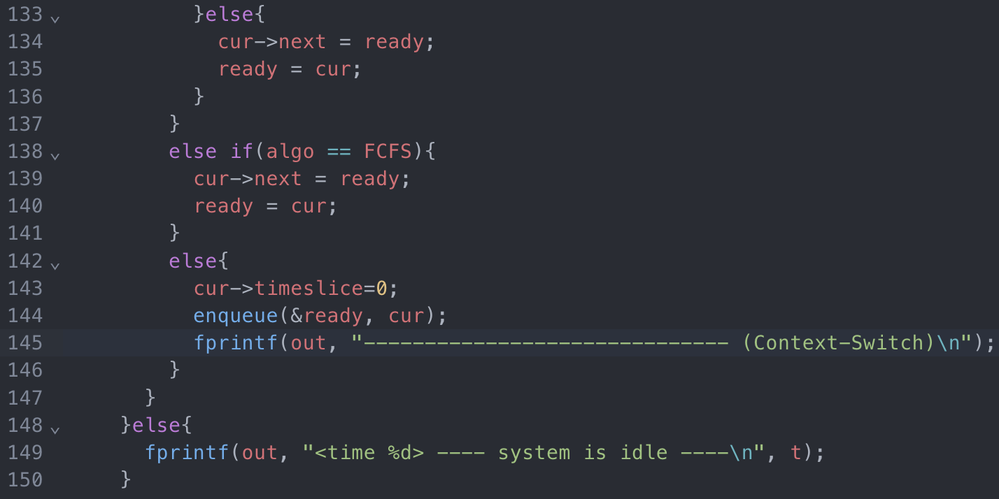 133 }else{
134 cur->next = ready;
135 ready = cur;
136 }
137 }
138 else if(algo == FCFS){
139 cur->next = ready;
140 ready = cur;
141 }
142 else{
143 cur->timeslice=0;
144 enqueue(&ready, cur);
145 fprintf(out, "------------------------------ (Context-Switch)\n");
146 }
147 }
148 }else{
149 fprintf(out, "<time %d> ---- system is idle ----\n", t);
150 }